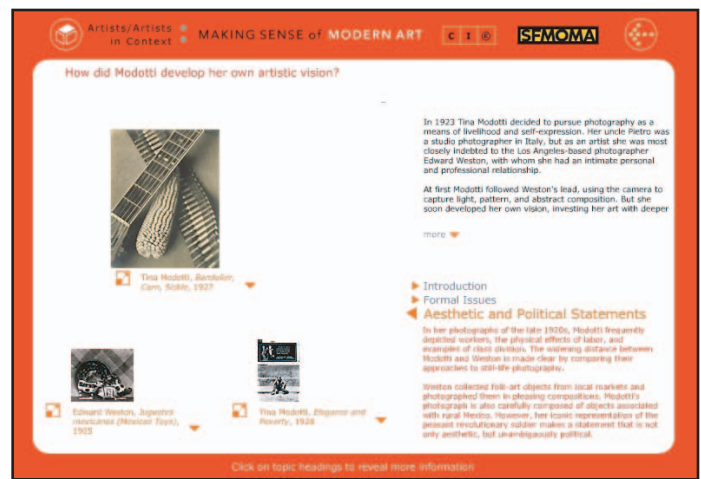 Artists/Artists
in Context
MAKING SENSE of MODERN ART
C I ©
SFMOMA
How did Modotti develop her own artistic vision?
In 1923 Tina Modotti decided to pursue photography as a
means of livelihood and self-expression. Her uncle Pietro was
a studio photographer in Italy, but as an artist she was most
closely indebted to the Los Angeles-based photographer
Edward Weston, with whom she had an intimate personal
and professional relationship.
At first Modotti followed Weston's lead, using the camera to
capture light, pattern, and abstract composition. But she
soon developed her own vision, investing her art with deeper
more
Tina Modotti, Bandolier,
Corn, Sickle, 1927
Introduction
Formal Issues
Aesthetic and Political Statements
In her photographs of the late 1920s, Modotti frequently
depicted workers, the physical effects of labor, and
examples of class division. The widening distance between
Modotti and Weston is made clear by comparing their
approaches to still-life photography.
Weston collected folk-art objects from local markets and
photographed them in pleasing compositions. Modotti's
photograph is also carefully composed of objects associated
with rural Mexico. However, her iconic representation of the
peasant revolutionary soldier makes a statement that is not
only aesthetic, but unambiguously political.
Edward Weston, Juguetes
mexicanos (Mexican Toys),
1925
Tina Modotti, Elegance and
Poverty, 1928
Click on topic headings to reveal more information